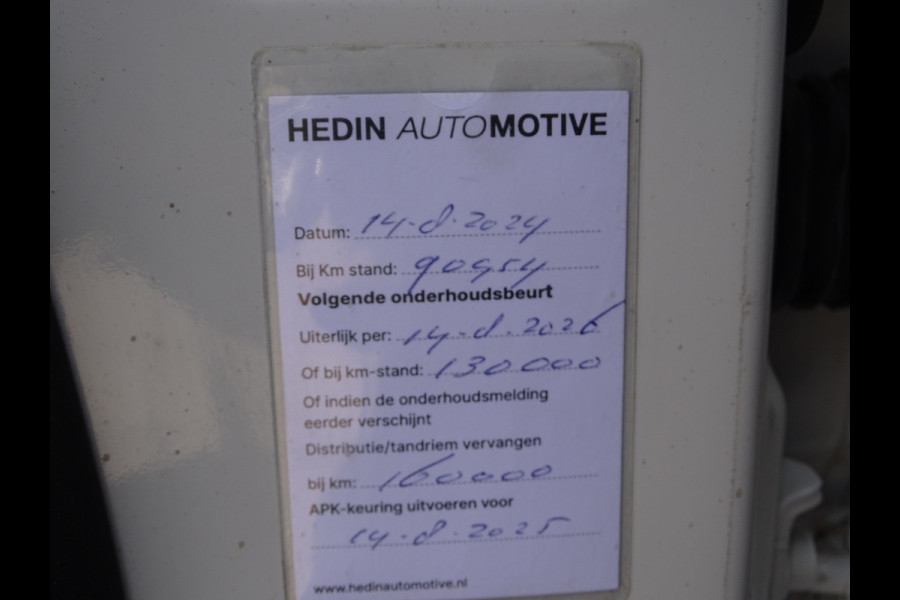 HEDIN AUTOMOTIVE
Datum: 14-8-2024
Bij Km stand: 90954
Volgende onderhoudsbeurt
Uiterlijk per: 14-8-2026
Of bij km-stand: 130000
Of indien de onderhoudsmelding
eerder verschijnt
Distributie/tandriem vervangen
bij km: 160000
APK-keuring uitvoeren voor
14-8-2025
www.hedinautomotive.nl